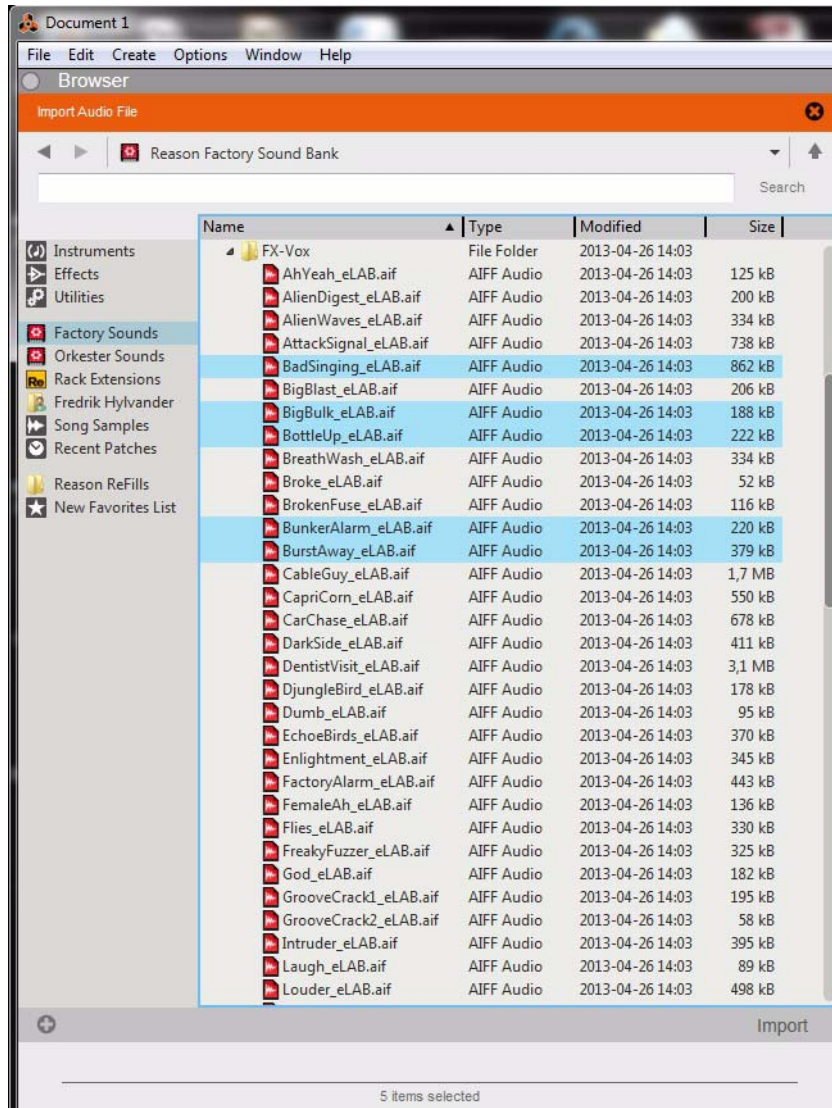 Document 1
File Edit Create Options Window Help
Browser
Import Audio File
Reason Factory Sound Bank
Search
Instruments
Effects
Utilities
Factory Sounds
Orkester Sounds
Re Rack Extensions
Fredrik Hylvander
Song Samples
Recent Patches
Reason ReFills
New Favorites List
Name Type Modified Size
FX-Vox File Folder 2013-04-26 14:03
AhYeah_eLAB.aif AIFF Audio 2013-04-26 14:03 125 kB
AlienDigest_eLAB.aif AIFF Audio 2013-04-26 14:03 200 kB
AlienWaves_eLAB.aif AIFF Audio 2013-04-26 14:03 334 kB
AttackSignal_eLAB.aif AIFF Audio 2013-04-26 14:03 738 kB
BadSinging_eLAB.aif AIFF Audio 2013-04-26 14:03 862 kB
BigBlast_eLAB.aif AIFF Audio 2013-04-26 14:03 206 kB
BigBulk_eLAB.aif AIFF Audio 2013-04-26 14:03 188 kB
BottleUp_eLAB.aif AIFF Audio 2013-04-26 14:03 222 kB
BreathWash_eLAB.aif AIFF Audio 2013-04-26 14:03 334 kB
Broke_eLAB.aif AIFF Audio 2013-04-26 14:03 52 kB
BrokenFuse_eLAB.aif AIFF Audio 2013-04-26 14:03 116 kB
BunkerAlarm_eLAB.aif AIFF Audio 2013-04-26 14:03 220 kB
BurstAway_eLAB.aif AIFF Audio 2013-04-26 14:03 379 kB
CableGuy_eLAB.aif AIFF Audio 2013-04-26 14:03 1,7 MB
CapriCorn_eLAB.aif AIFF Audio 2013-04-26 14:03 550 kB
CarChase_eLAB.aif AIFF Audio 2013-04-26 14:03 678 kB
DarkSide_eLAB.aif AIFF Audio 2013-04-26 14:03 411 kB
DentistVisit_eLAB.aif AIFF Audio 2013-04-26 14:03 3,1 MB
DjungleBird_eLAB.aif AIFF Audio 2013-04-26 14:03 178 kB
Dumb_eLAB.aif AIFF Audio 2013-04-26 14:03 95 kB
EchoeBirds_eLAB.aif AIFF Audio 2013-04-26 14:03 370 kB
Enlightment_eLAB.aif AIFF Audio 2013-04-26 14:03 345 kB
FactoryAlarm_eLAB.aif AIFF Audio 2013-04-26 14:03 443 kB
FemaleAh_eLAB.aif AIFF Audio 2013-04-26 14:03 136 kB
Flies_eLAB.aif AIFF Audio 2013-04-26 14:03 330 kB
FreakyFuzzer_eLAB.aif AIFF Audio 2013-04-26 14:03 325 kB
God_eLAB.aif AIFF Audio 2013-04-26 14:03 182 kB
GrooveCrack1_eLAB.aif AIFF Audio 2013-04-26 14:03 195 kB
GrooveCrack2_eLAB.aif AIFF Audio 2013-04-26 14:03 58 kB
Intruder_eLAB.aif AIFF Audio 2013-04-26 14:03 395 kB
Laugh_eLAB.aif AIFF Audio 2013-04-26 14:03 89 kB
Louder_eLAB.aif AIFF Audio 2013-04-26 14:03 498 kB
Import
5 items selected